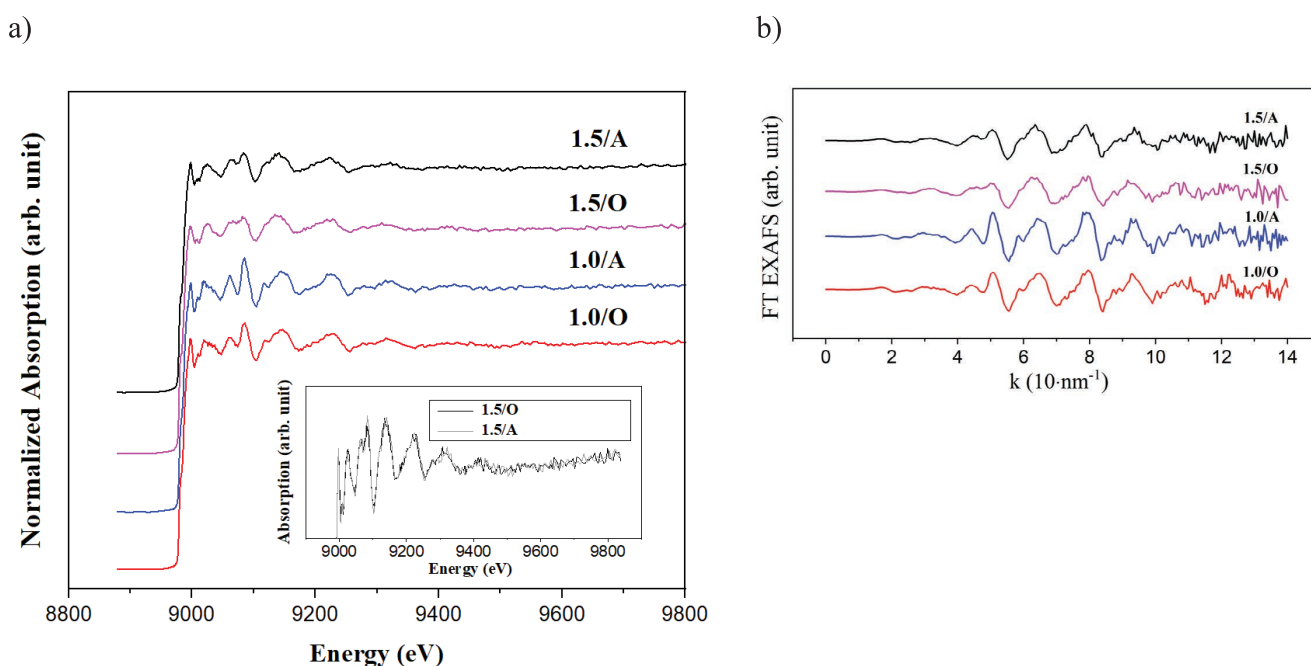 a)
b)
Normalized Absorption (arb. unit)
1.5/A
1.5/O
1.0/A
1.0/O
Absorption (arb. unit)
1.5/O
1.5/A
9000 9200 9400 9600 9800
Energy (eV)
8800 9000 9200 9400 9600 9800
Energy (eV)
FT EXAFS (arb. unit)
1.5/A
1.5/O
1.0/A
1.0/O
0 2 4 6 8 10 12 14
k (10·nm⁻¹)